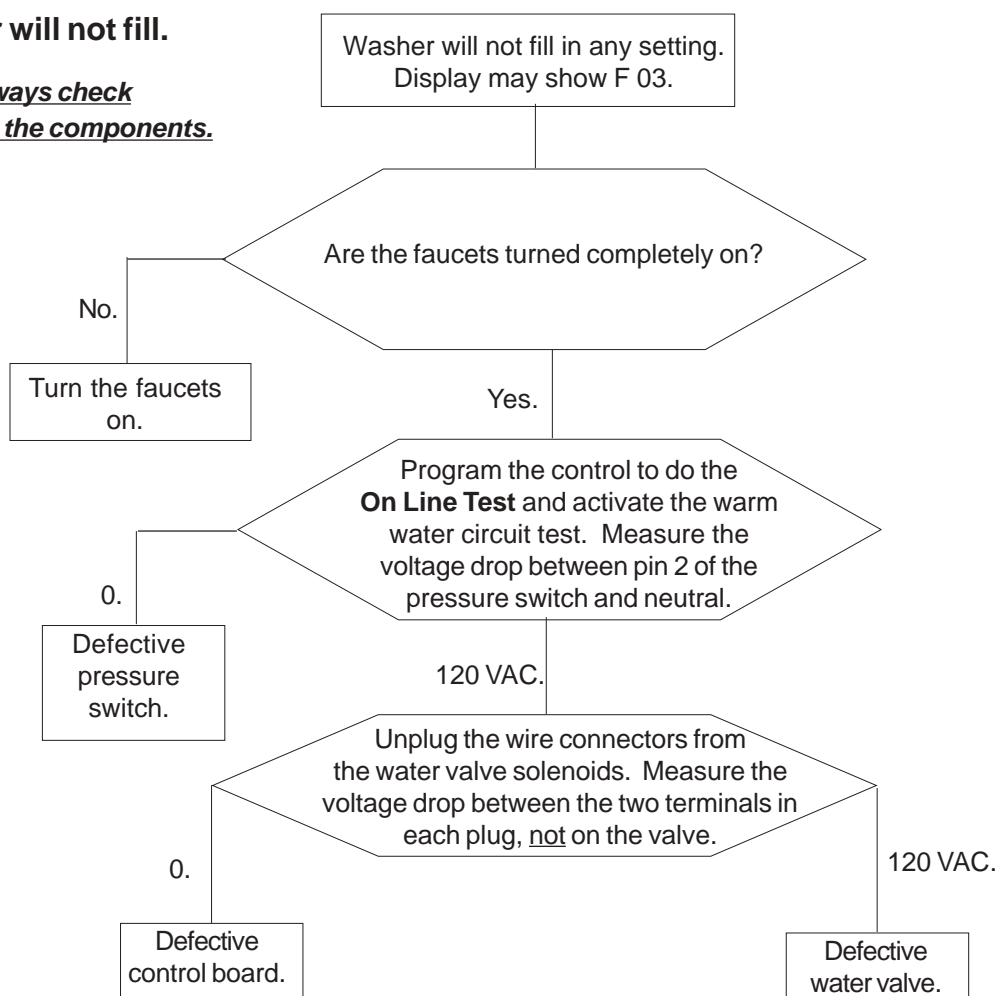 will not fill.
Washer will not fill in any setting.
Display may show F 03.
ways check
the components.
Are the faucets turned completely on?
No.
Turn the faucets
on.
Yes.
Program the control to do the
On Line Test and activate the warm
water circuit test. Measure the
voltage drop between pin 2 of the
pressure switch and neutral.
0.
Defective
pressure
switch.
120 VAC.
Unplug the wire connectors from
the water valve solenoids. Measure the
voltage drop between the two terminals in
each plug, not on the valve.
0.
120 VAC.
Defective
control board.
Defective
water valve.